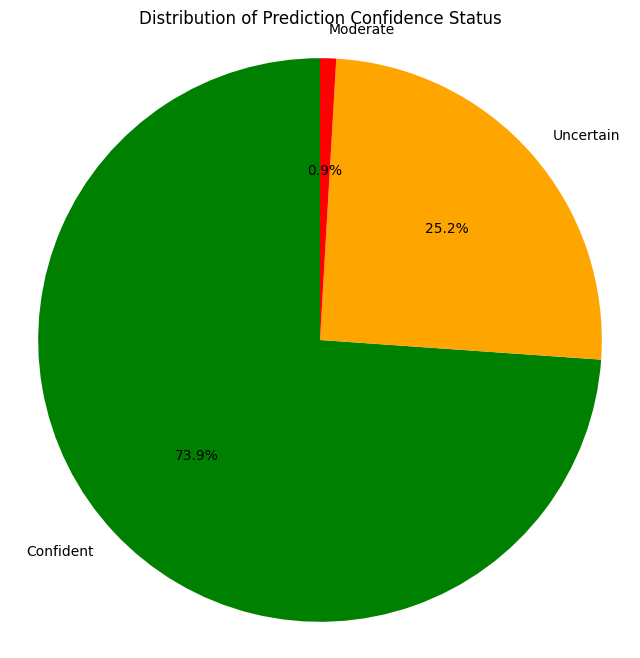 Distribution of Prediction Confidence Status
Moderate
Uncertain
0.9%
25.2%
73.9%
Confident